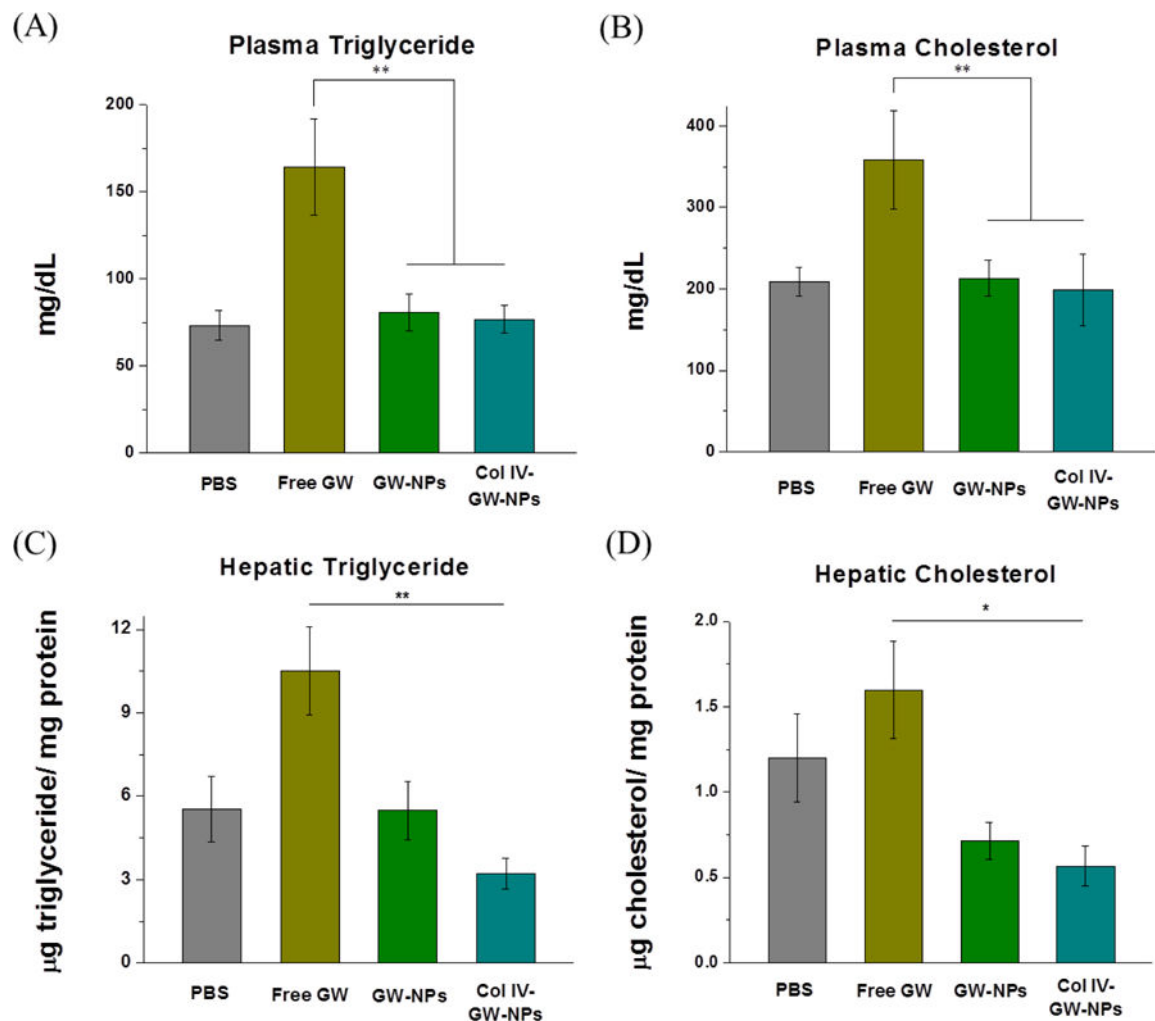 (A)
Plasma Triglyceride
**
200
150
100
50
0
mg/dL
PBS
Free GW
GW-NPs
Col IV-
GW-NPs
(B)
Plasma Cholesterol
**
400
300
200
100
0
mg/dL
PBS
Free GW
GW-NPs
Col IV-
GW-NPs
(C)
Hepatic Triglyceride
**
12
9
6
3
0
μg triglyceride/ mg protein
PBS
Free GW
GW-NPs
Col IV-
GW-NPs
(D)
Hepatic Cholesterol
*
2.0
1.5
1.0
0.5
0.0
μg cholesterol/ mg protein
PBS
Free GW
GW-NPs
Col IV-
GW-NPs